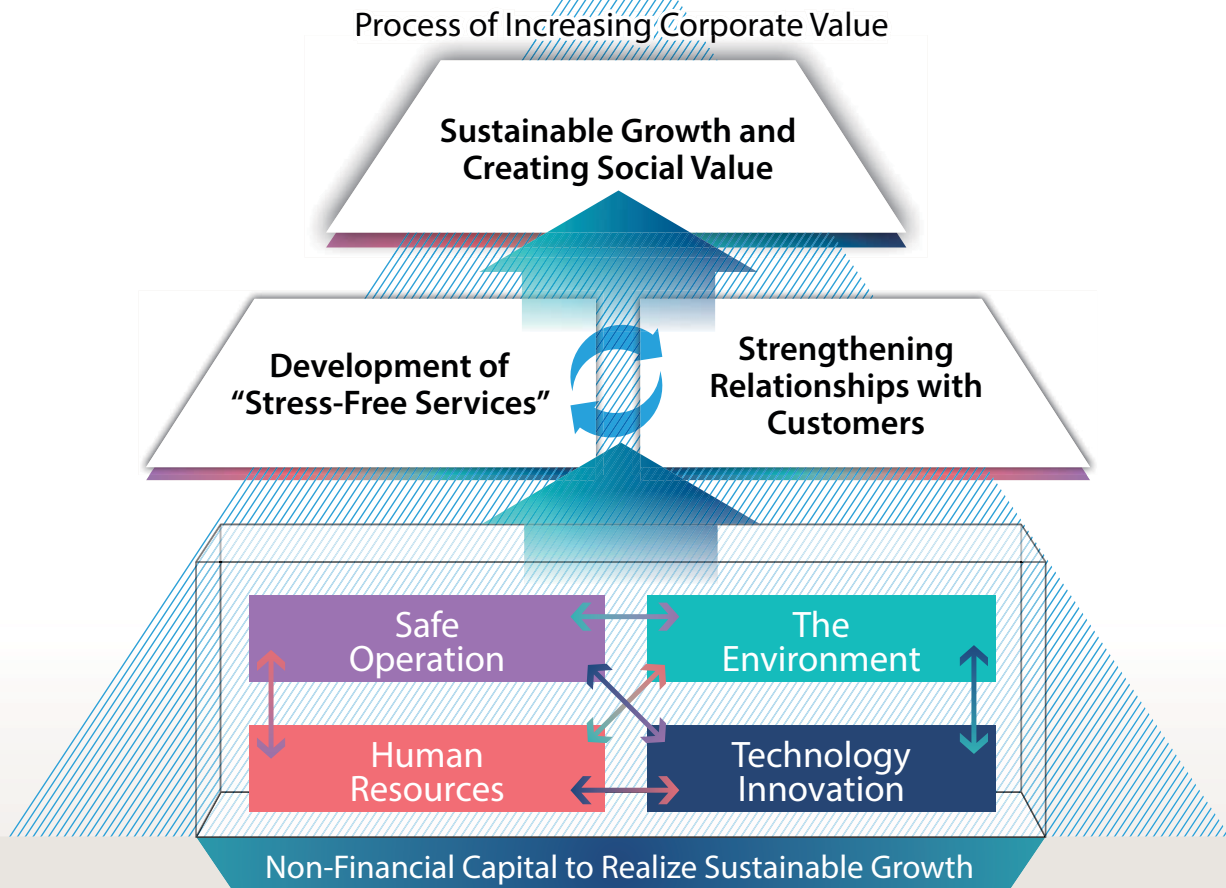 Process of Increasing Corporate Value
Sustainable Growth and
Creating Social Value
Development of
“Stress-Free Services”
Strengthening
Relationships with
Customers
Safe
Operation
The
Environment
Human
Resources
Technology
Innovation
Non-Financial Capital to Realize Sustainable Growth